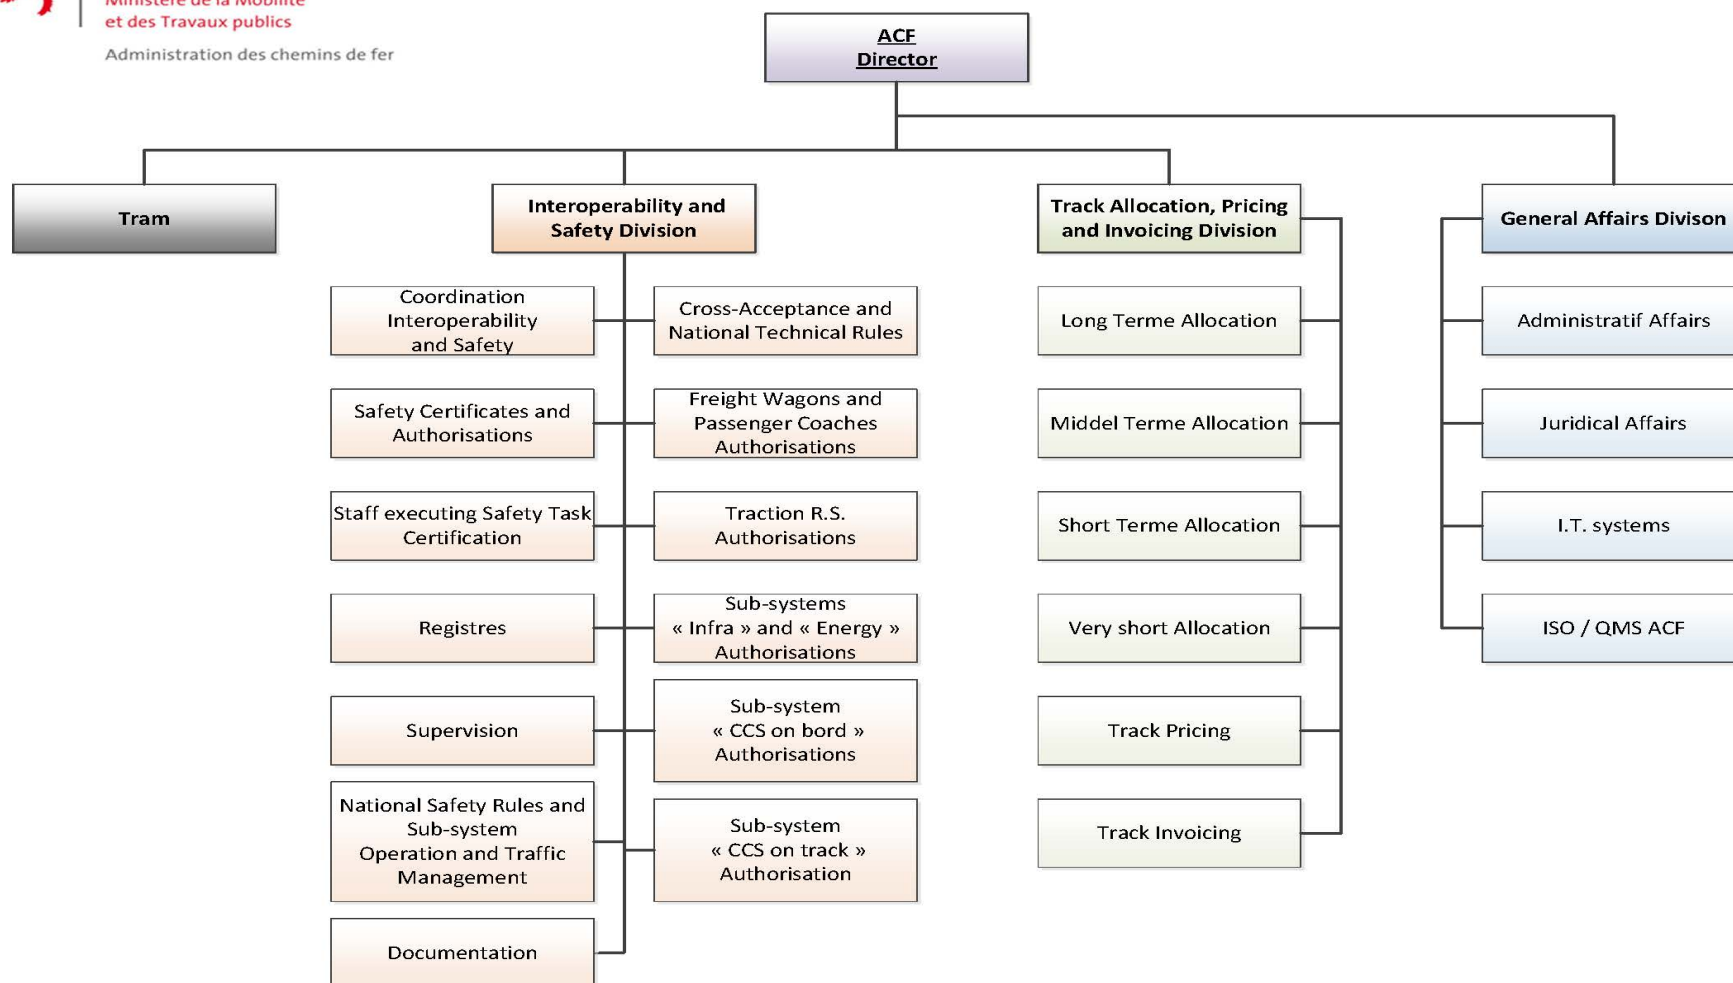 Ministère de la Mobilité
et des Travaux publics
Administration des chemins de fer
ACF
Director
Tram
Interoperability and
Safety Division
Track Allocation, Pricing
and Invoicing Division
General Affairs Divison
Coordination
Interoperability
and Safety
Cross-Acceptance and
National Technical Rules
Long Terme Allocation
Administratif Affairs
Safety Certificates and
Authorisations
Freight Wagons and
Passenger Coaches
Authorisations
Middel Terme Allocation
Juridical Affairs
Staff executing Safety Task
Certification
Traction R.S.
Authorisations
Short Terme Allocation
I.T. systems
Registres
Sub-systems
« Infra » and « Energy »
Authorisations
Very short Allocation
ISO / QMS ACF
Supervision
Sub-system
« CCS on bord »
Authorisations
Track Pricing
National Safety Rules and
Sub-system
Operation and Traffic
Management
Sub-system
« CCS on track »
Authorisation
Track Invoicing
Documentation